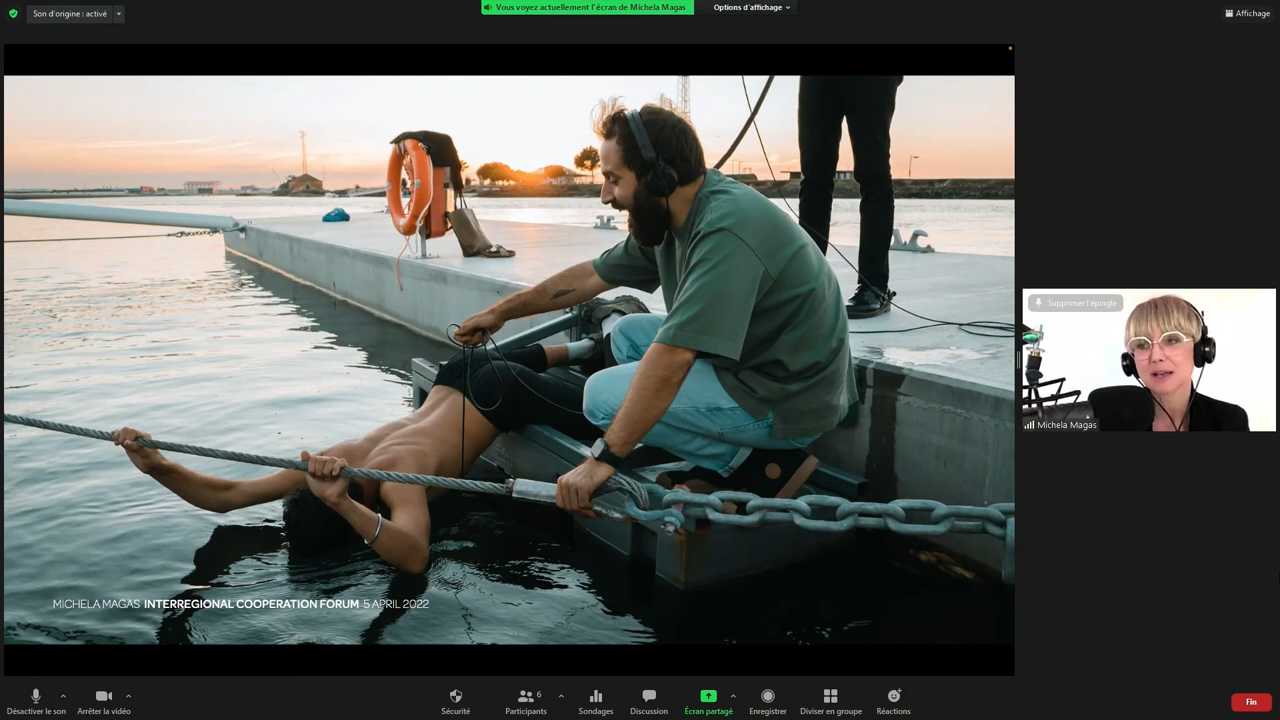 Son d'origine : activé
Vous voyez actuellement l'écran de Michela Magas
Options d'affichage
Affichage
Supprimer l'épingle
Michela Magas
MICHELA MAGAS INTERREGIONAL COOPERATION FORUM 5 APRIL 2022
Désactiver le son
Arrêter la vidéo
Sécurité
6
Participants
Sondages
Discussion
Écran partagé
Enregistrer
Diviser en groupe
Réactions
Fin